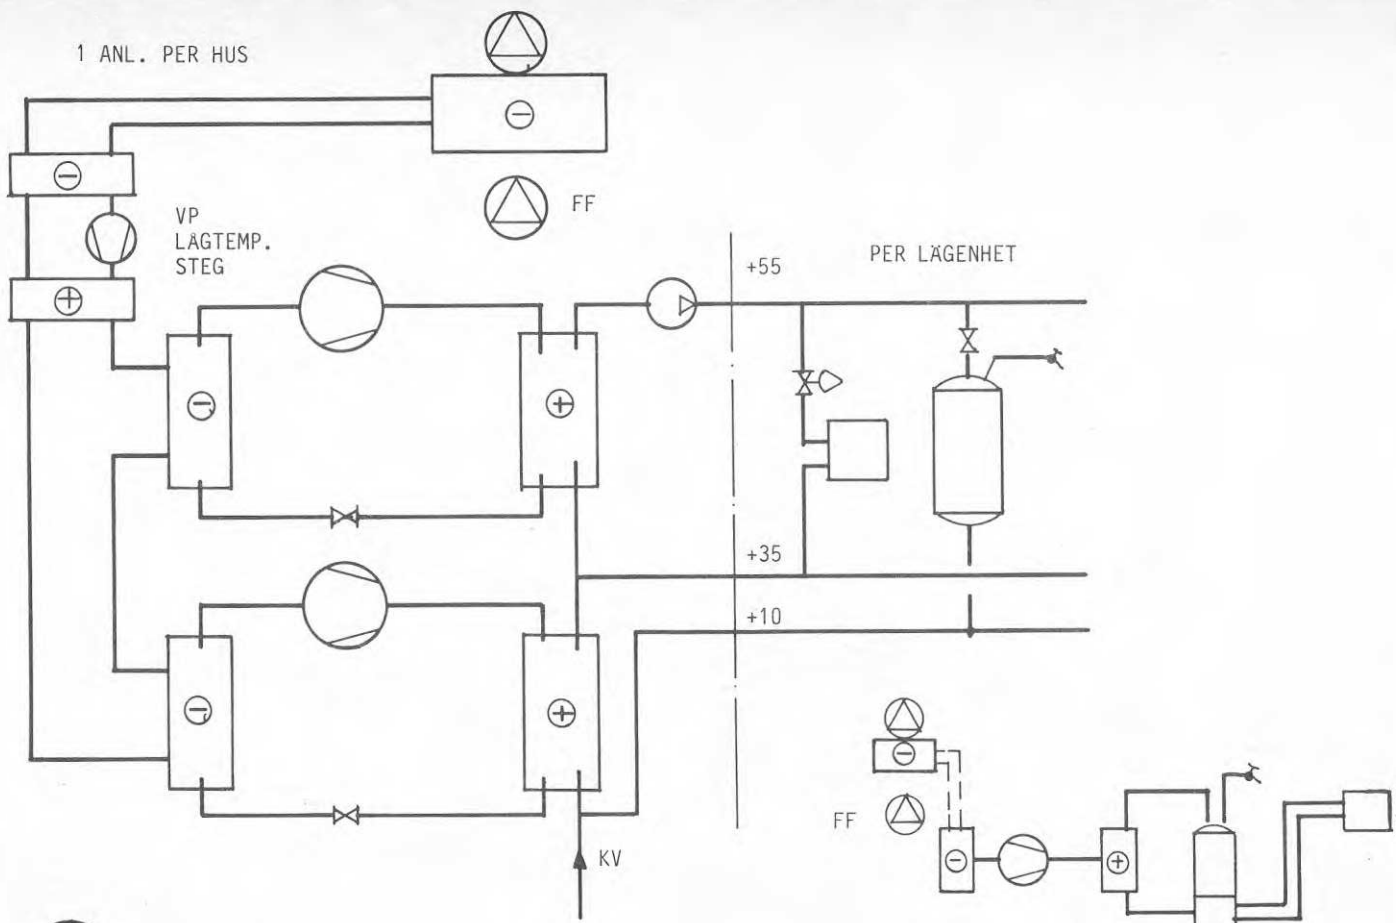 1 ANL. PER HUS
FF
VP
LÅGTEMP.
STEG
+55
PER LÄGENHET
+35
+10
KV
FF